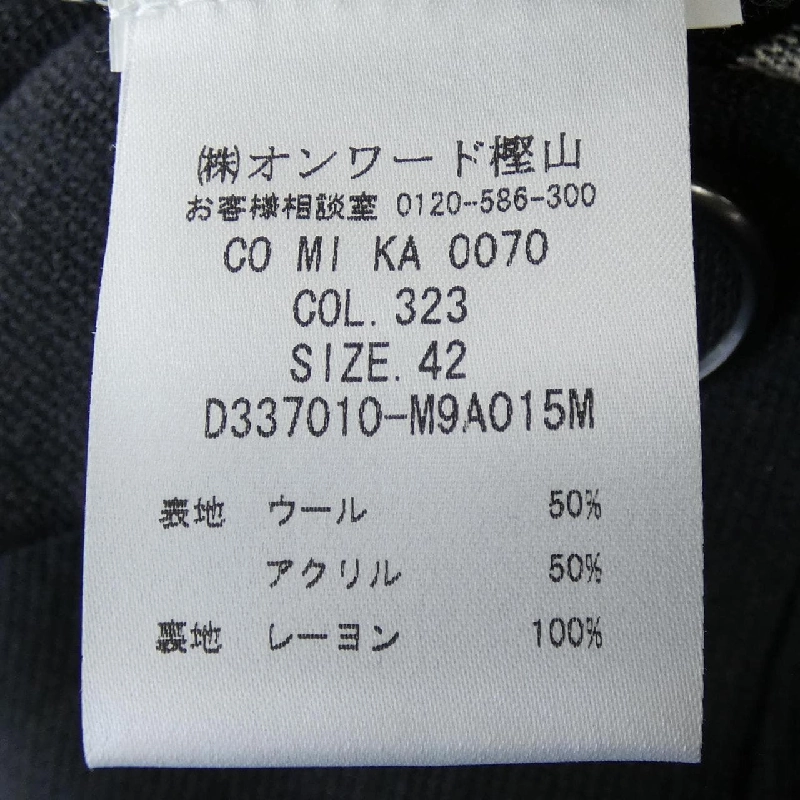 ㈱オンワード樫山
お客様相談室 0120-586-300
CO MI KA 0070
COL.323
SIZE.42
D337010-M9A015M
表地 ウール 50%
アクリル 50%
裏地 レーヨン 100%